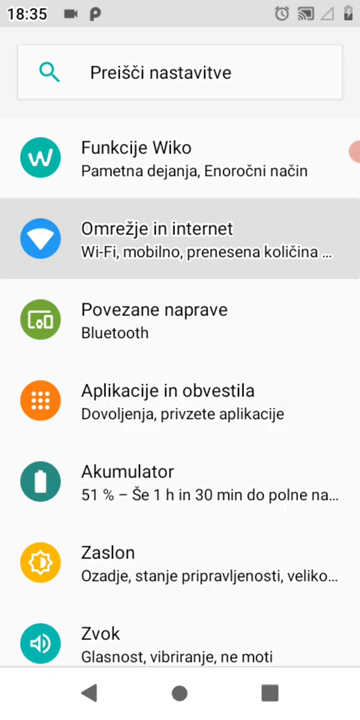 18:35
Preišči nastavitve
Funkcije Wiko
Pametna dejanja, Enoročni način
Omrežje in internet
Wi-Fi, mobilno, prenesena količina ...
Povezane naprave
Bluetooth
Aplikacije in obvestila
Dovoljenja, privzete aplikacije
Akumulator
51 % – Še 1 h in 30 min do polne na...
Zaslon
Ozadje, stanje pripravljenosti, veliko...
Zvok
Glasnost, vibriranje, ne moti